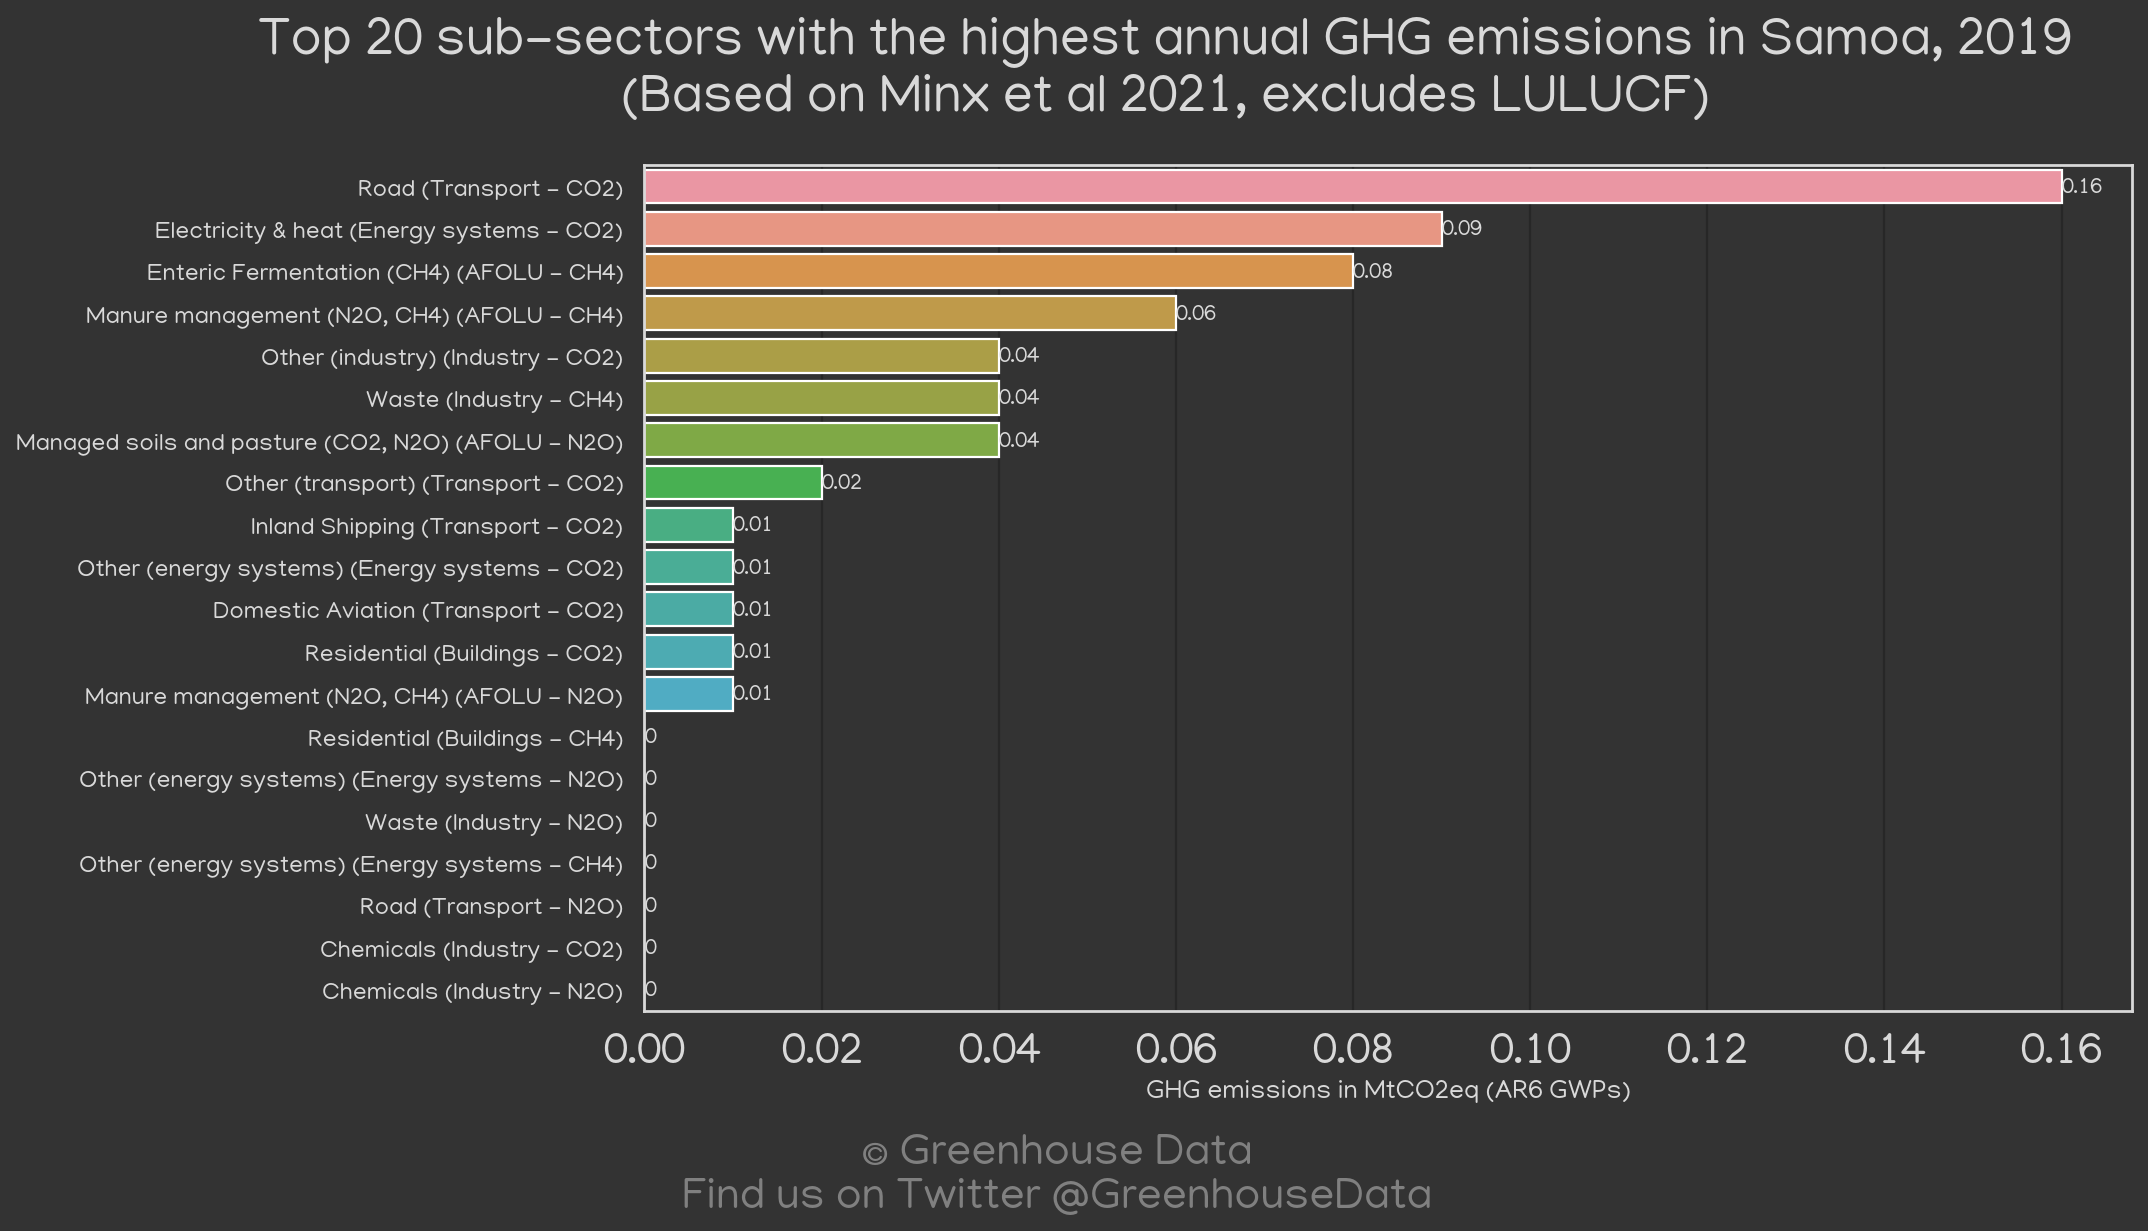 Top 20 sub-sectors with the highest annual GHG emissions in Samoa, 2019
(Based on Minx et al 2021, excludes LULUCF)
Road (Transport - CO2) 0.16
Electricity & heat (Energy systems - CO2) 0.09
Enteric Fermentation (CH4) (AFOLU - CH4) 0.08
Manure management (N2O, CH4) (AFOLU - CH4) 0.06
Other (industry) (Industry - CO2) 0.04
Waste (Industry - CH4) 0.04
Managed soils and pasture (CO2, N2O) (AFOLU - N2O) 0.04
Other (transport) (Transport - CO2) 0.02
Inland Shipping (Transport - CO2) 0.01
Other (energy systems) (Energy systems - CO2) 0.01
Domestic Aviation (Transport - CO2) 0.01
Residential (Buildings - CO2) 0.01
Manure management (N2O, CH4) (AFOLU - N2O) 0.01
Residential (Buildings - CH4) 0
Other (energy systems) (Energy systems - N2O) 0
Waste (Industry - N2O) 0
Other (energy systems) (Energy systems - CH4) 0
Road (Transport - N2O) 0
Chemicals (Industry - CO2) 0
Chemicals (Industry - N2O) 0
0.00 0.02 0.04 0.06 0.08 0.10 0.12 0.14 0.16
GHG emissions in MtCO2eq (AR6 GWPs)
© Greenhouse Data
Find us on Twitter @GreenhouseData